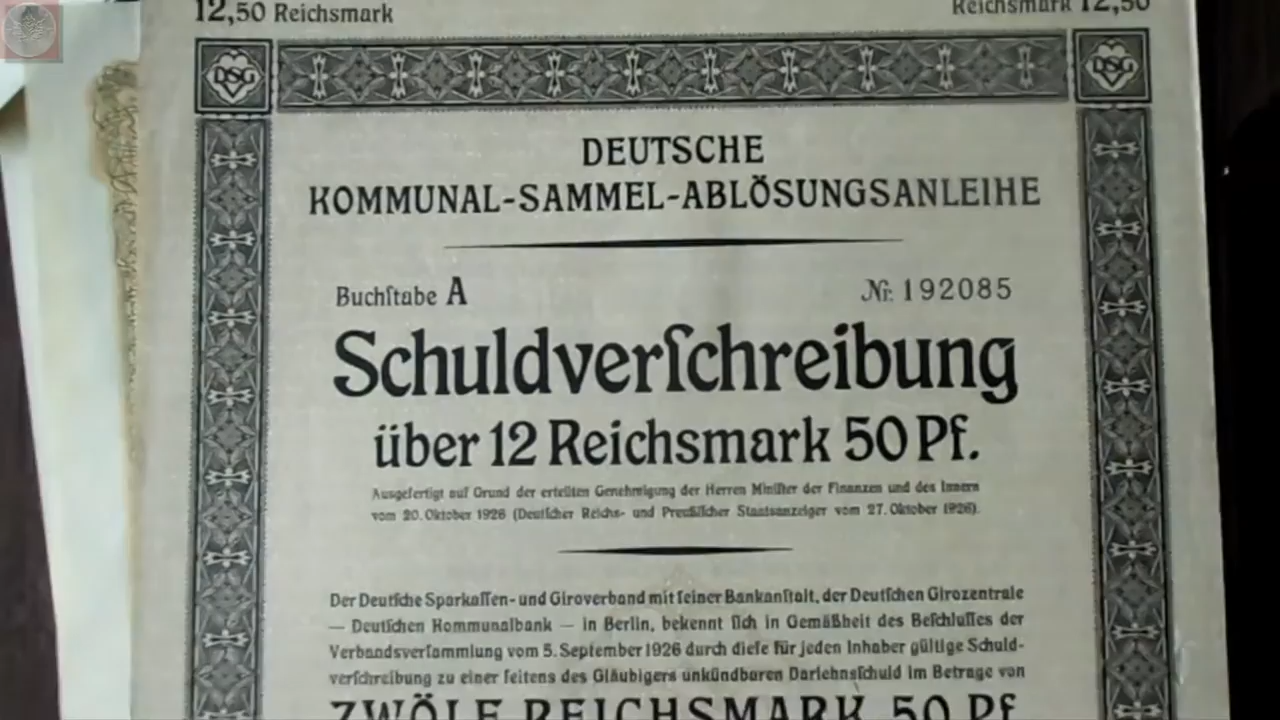 12,50 Reichsmark
Reichsmark 12,50
DSG
DSG
DEUTSCHE
KOMMUNAL-SAMMEL-ABLÖSUNGSANLEIHE
Buchſtabe A
Nr. 192085
Schuldverſchreibung
über 12 Reichsmark 50 Pf.
Ausgefertigt auf Grund der erteilten Genehmigung der Herren Miniſter der Finanzen und des Innern
vom 20. Oktober 1926 (Deutſcher Reichs- und Preußiſcher Staatsanzeiger vom 27. Oktober 1926).
Der Deutſche Sparkaſſen- und Giroverband mit ſeiner Bankanſtalt, der Deutſchen Girozentrale
— Deutſchen Kommunalbank — in Berlin, bekennt ſich in Gemäßheit des Beſchluſſes der
Verbandsverſammlung vom 5. September 1926 durch dieſe für jeden Inhaber gültige Schuld-
verſchreibung zu einer ſeitens des Gläubigers unkündbaren Darlehnsſchuld im Betrage von
ZWÖLF REICHSMARK 50 Pf